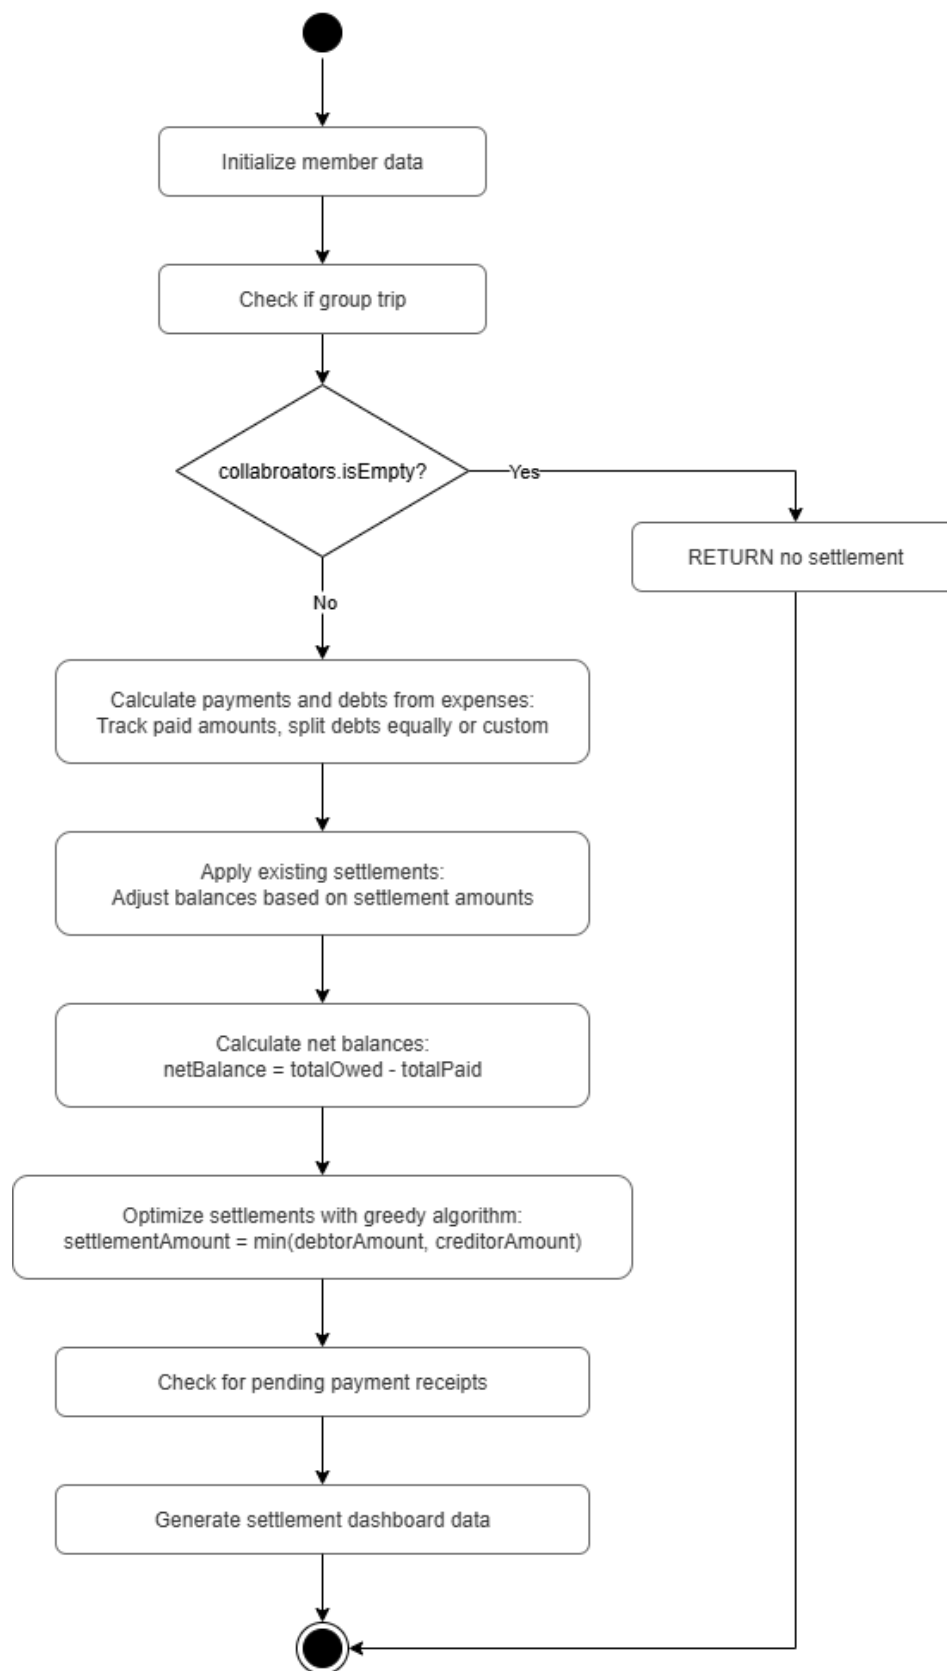 Initialize member data
Check if group trip
collabroators.isEmpty?
Yes
RETURN no settlement
No
Calculate payments and debts from expenses:
Track paid amounts, split debts equally or custom
Apply existing settlements:
Adjust balances based on settlement amounts
Calculate net balances:
netBalance = totalOwed - totalPaid
Optimize settlements with greedy algorithm:
settlementAmount = min(debtorAmount, creditorAmount)
Check for pending payment receipts
Generate settlement dashboard data